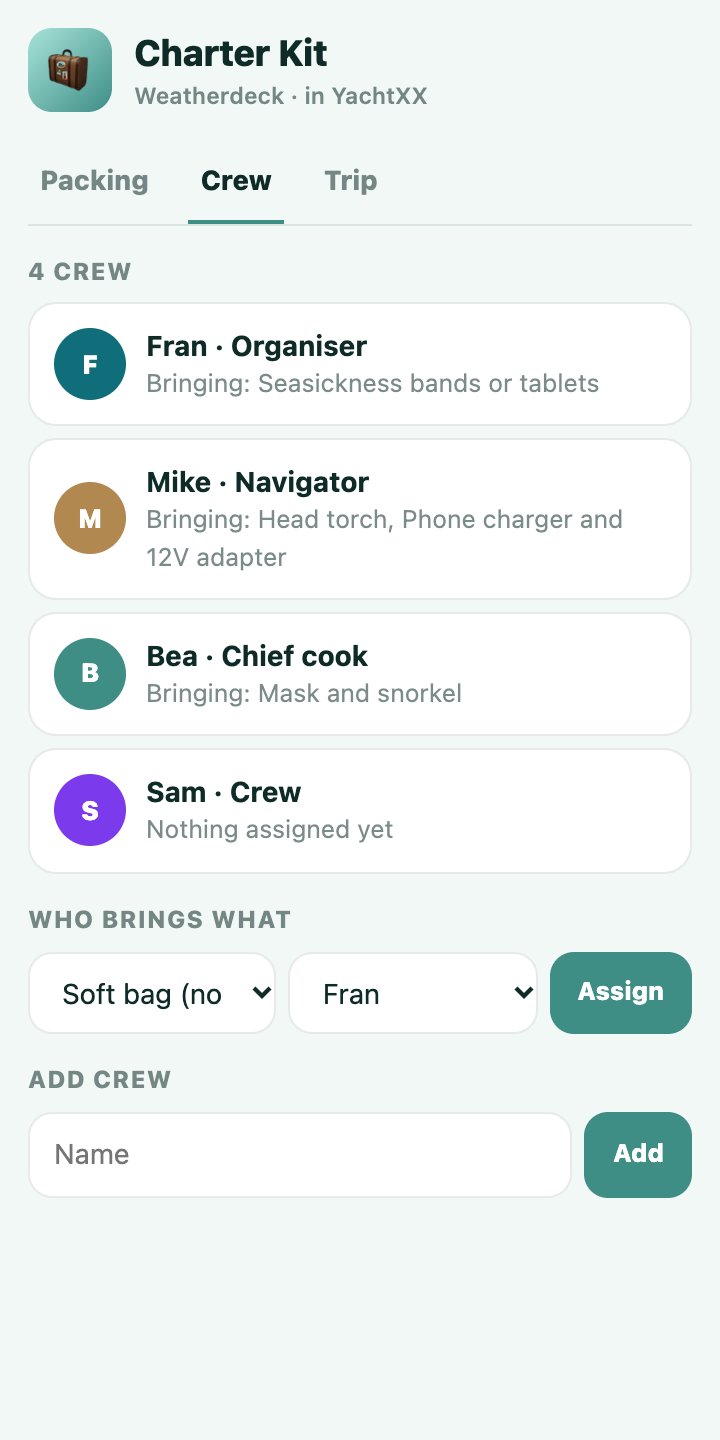 Charter Kit
Weatherdeck · in YachtXX
Packing
Crew
Trip
4 CREW
F
Fran · Organiser
Bringing: Seasickness bands or tablets
M
Mike · Navigator
Bringing: Head torch, Phone charger and
12V adapter
B
Bea · Chief cook
Bringing: Mask and snorkel
S
Sam · Crew
Nothing assigned yet
WHO BRINGS WHAT
Soft bag (no
Fran
Assign
ADD CREW
Name
Add